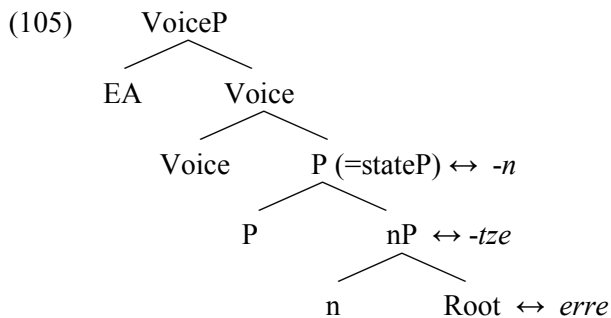 (105) VoiceP
EA Voice
Voice P (=stateP) ↔ -n
P nP ↔ -tze
n Root ↔ erre